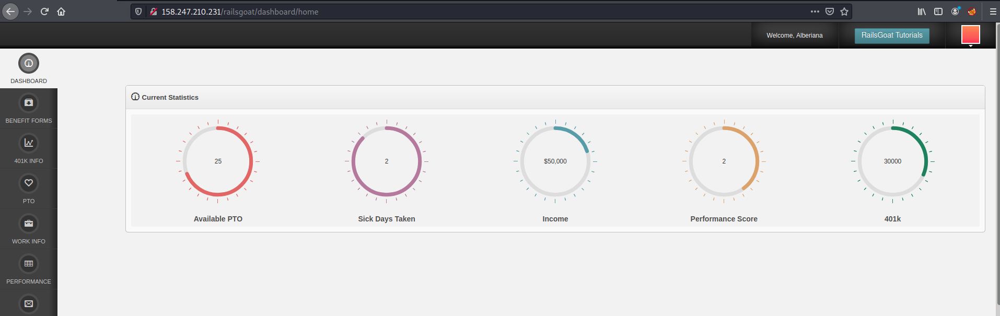 158.247.210.231/railsgoat/dashboard/home
Welcome, Alberiana
RailsGoat Tutorials
DASHBOARD
BENEFIT FORMS
401K INFO
PTO
WORK INFO
PERFORMANCE
Current Statistics
25
2
$50,000
2
30000
Available PTO
Sick Days Taken
Income
Performance Score
401k